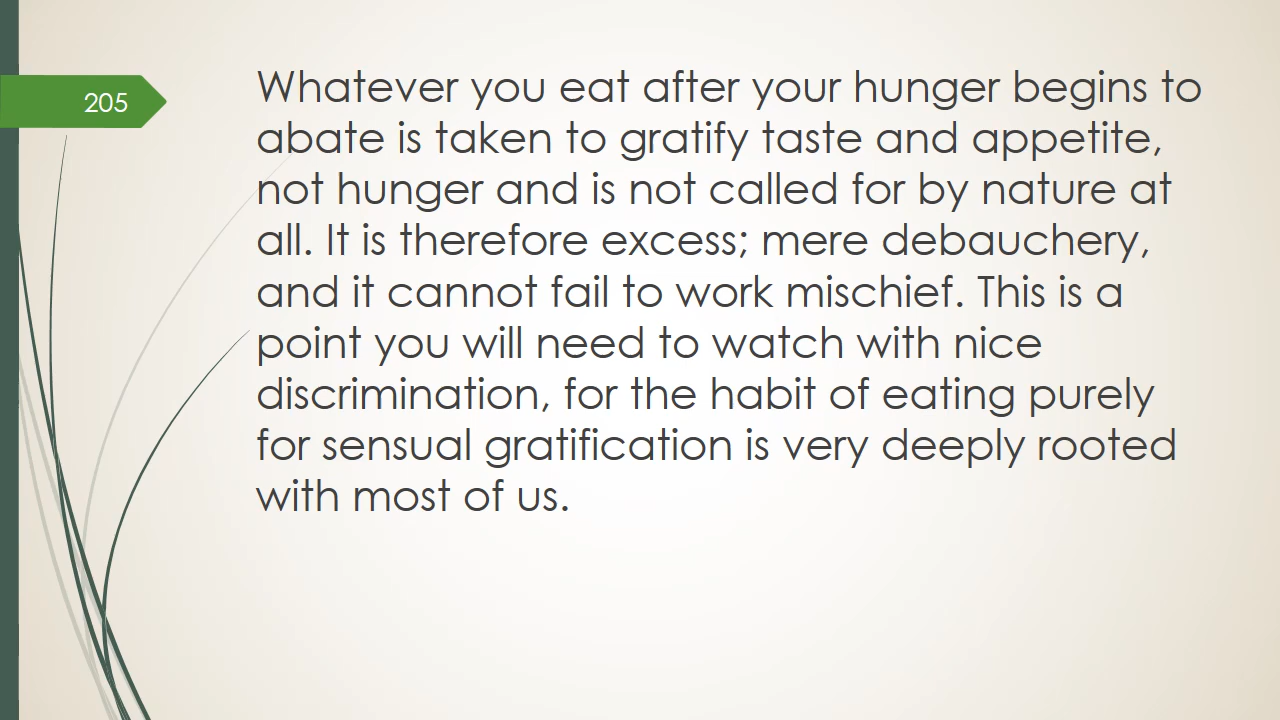 205
Whatever you eat after your hunger begins to
abate is taken to gratify taste and appetite,
not hunger and is not called for by nature at
all. It is therefore excess; mere debauchery,
and it cannot fail to work mischief. This is a
point you will need to watch with nice
discrimination, for the habit of eating purely
for sensual gratification is very deeply rooted
with most of us.